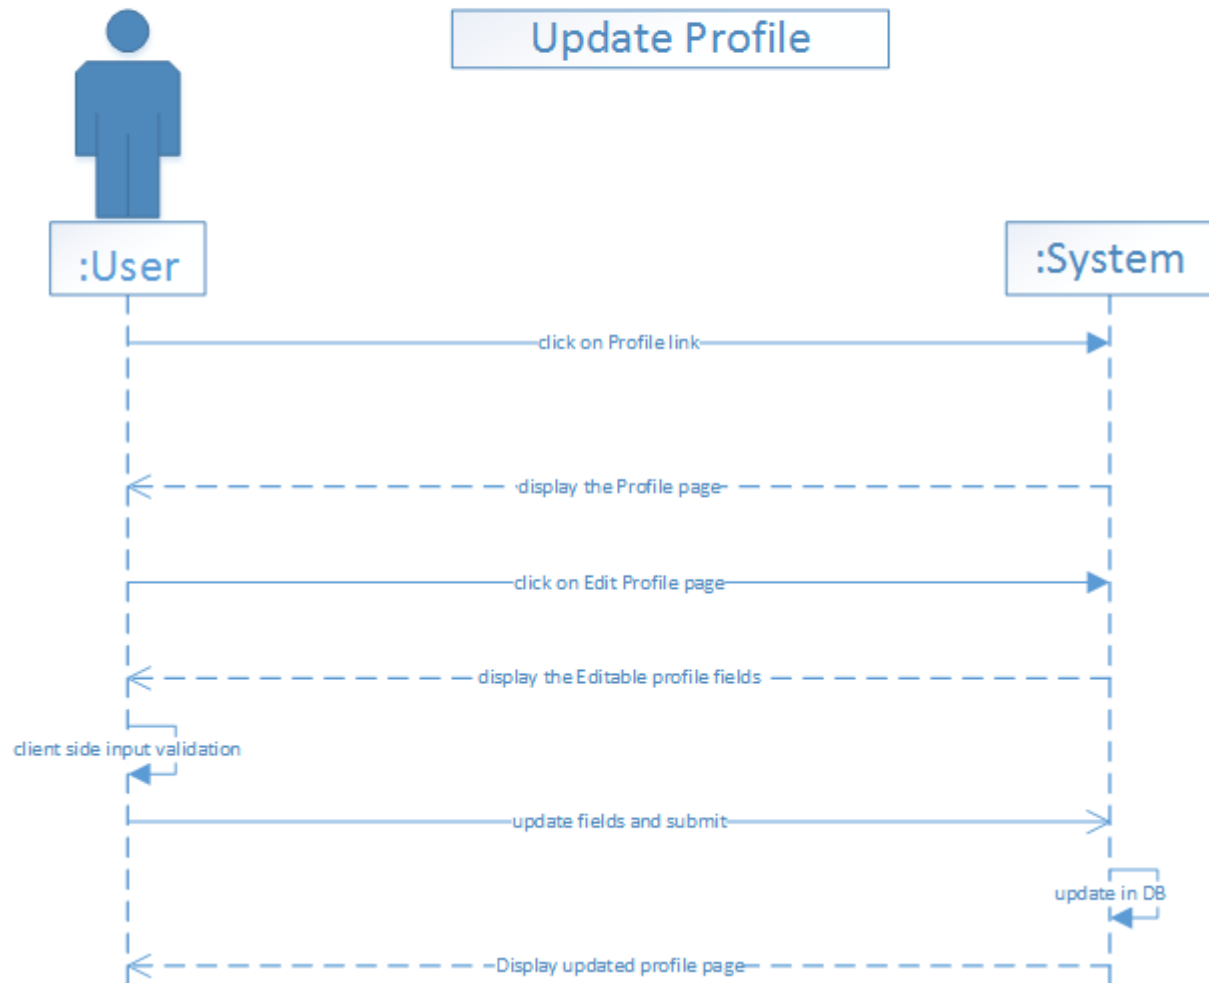 Update Profile
:User
:System
click on Profile link
display the Profile page
click on Edit Profile page
display the Editable profile fields
client side input validation
update fields and submit
update in DB
Display updated profile page